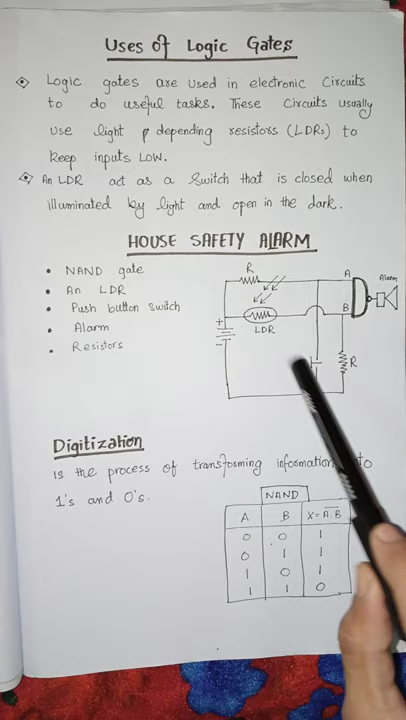 Uses of Logic Gates
Logic gates are used in electronic circuits
to do useful tasks. These circuits usually
use light depending resistors (LDRs) to
keep inputs LOW.
An LDR act as a switch that is closed when
illuminated by light and open in the dark.
HOUSE SAFETY ALARM
NAND gate
An LDR
Push button switch
Alarm
Resistors
R
A
Alarm
B
+
LDR
-
R
Digitization
is the process of transforming information
1's and 0's.
NAND
A B X = A̅.̅B̅
0 0 1
0 1 1
1 0 1
1 1 0